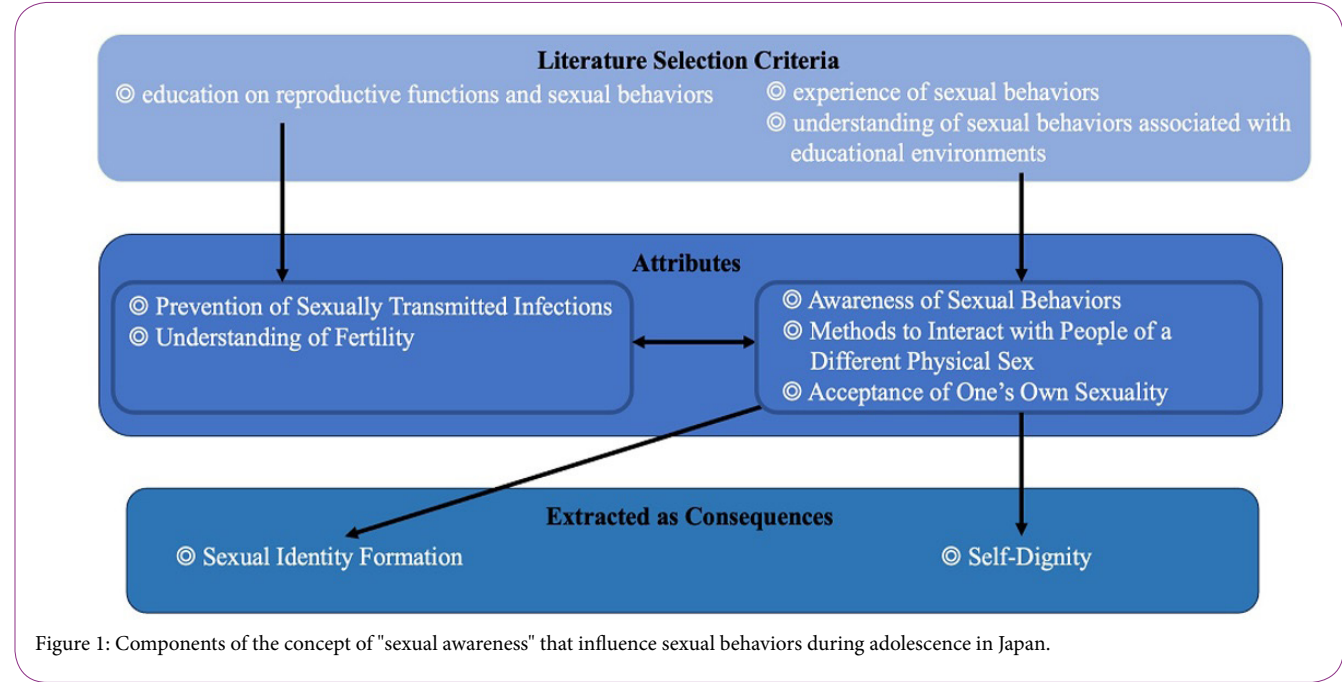 Literature Selection Criteria
◎ education on reproductive functions and sexual behaviors
◎ experience of sexual behaviors
◎ understanding of sexual behaviors associated with
educational environments
Attributes
◎ Prevention of Sexually Transmitted Infections
◎ Understanding of Fertility
◎ Awareness of Sexual Behaviors
◎ Methods to Interact with People of a
Different Physical Sex
◎ Acceptance of One’s Own Sexuality
Extracted as Consequences
◎ Sexual Identity Formation
◎ Self-Dignity
Figure 1: Components of the concept of "sexual awareness" that influence sexual behaviors during adolescence in Japan.